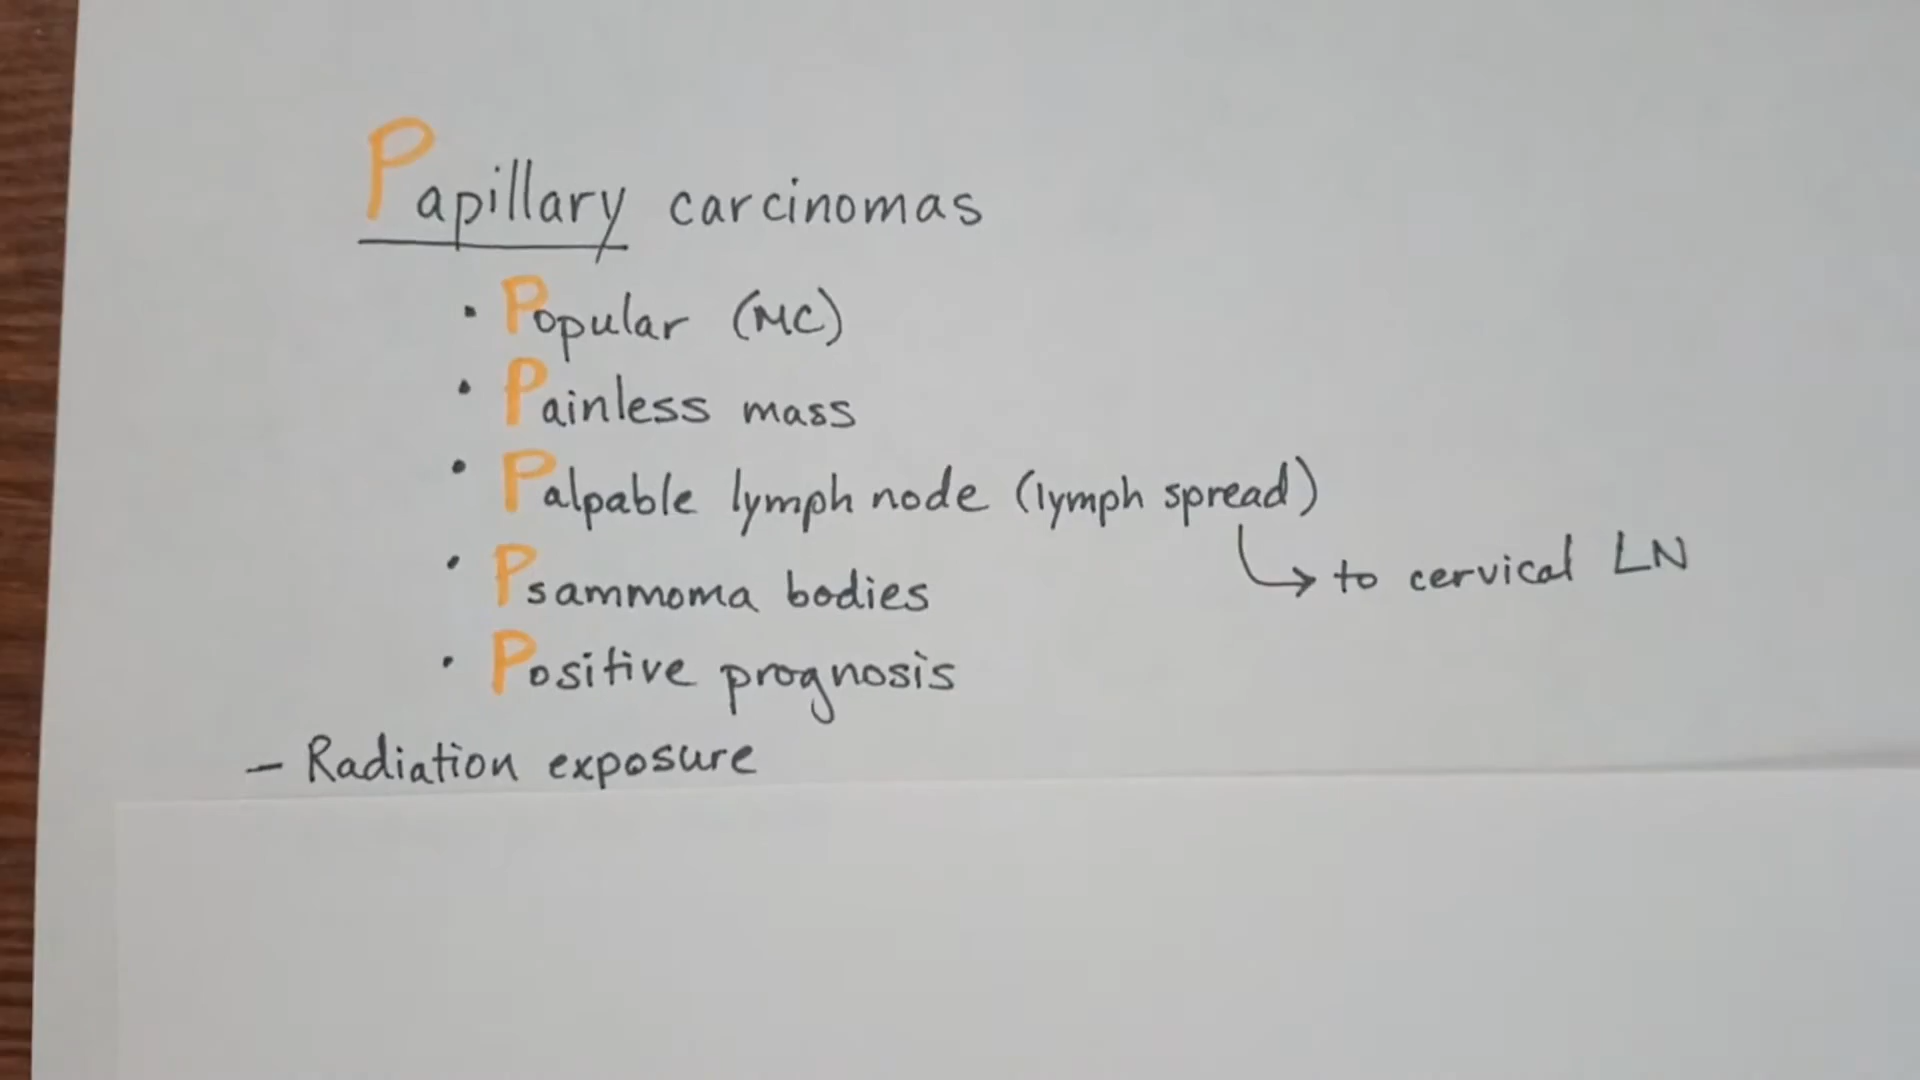 Papillary carcinomas
• Popular (MC)
• Painless mass
• Palpable lymph node (lymph spread)
→ to cervical LN
• Psammoma bodies
• Positive prognosis
- Radiation exposure